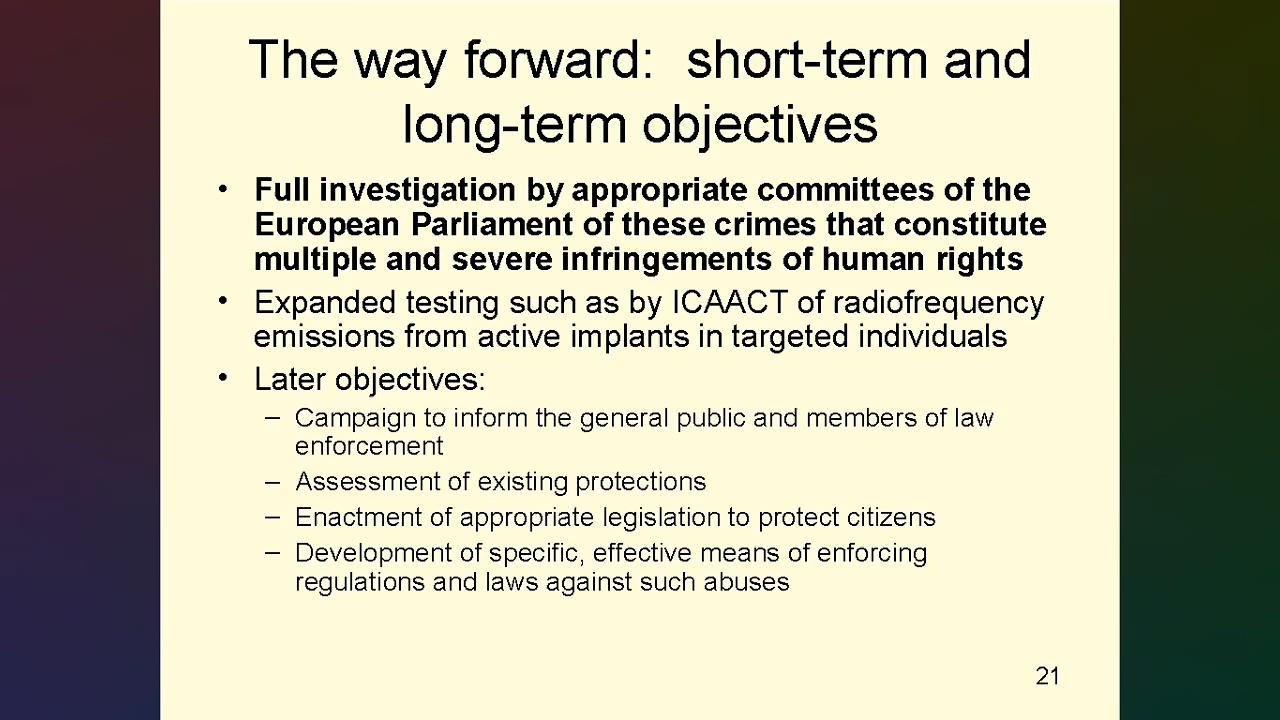 The way forward: short-term and
long-term objectives
• Full investigation by appropriate committees of the
European Parliament of these crimes that constitute
multiple and severe infringements of human rights
• Expanded testing such as by ICAACT of radiofrequency
emissions from active implants in targeted individuals
• Later objectives:
– Campaign to inform the general public and members of law
enforcement
– Assessment of existing protections
– Enactment of appropriate legislation to protect citizens
– Development of specific, effective means of enforcing
regulations and laws against such abuses
21